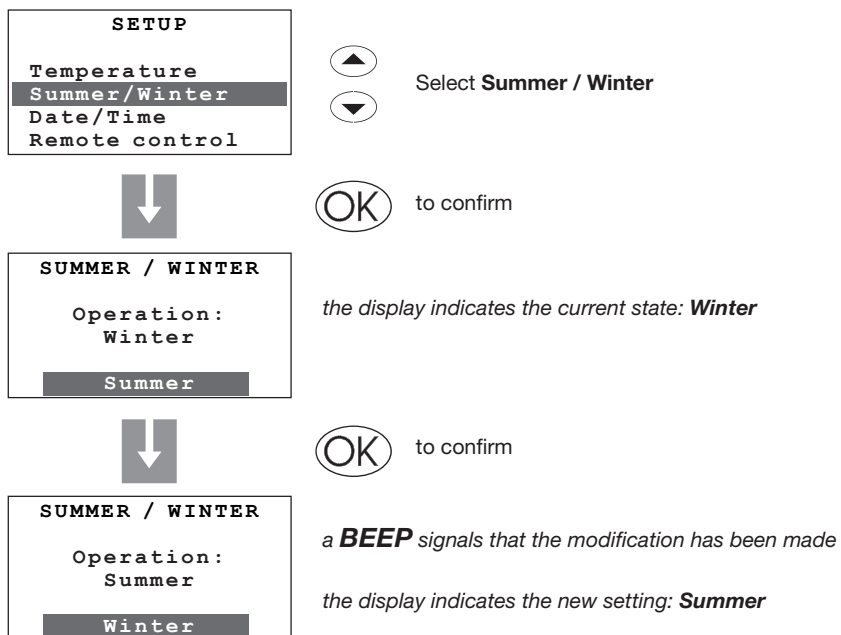 SETUP
Temperature
Summer/Winter
Date/Time
Remote control
Select Summer / Winter
OK to confirm
SUMMER / WINTER
Operation:
Winter
Summer
the display indicates the current state: Winter
OK to confirm
SUMMER / WINTER
Operation:
Summer
Winter
a BEEP signals that the modification has been made
the display indicates the new setting: Summer